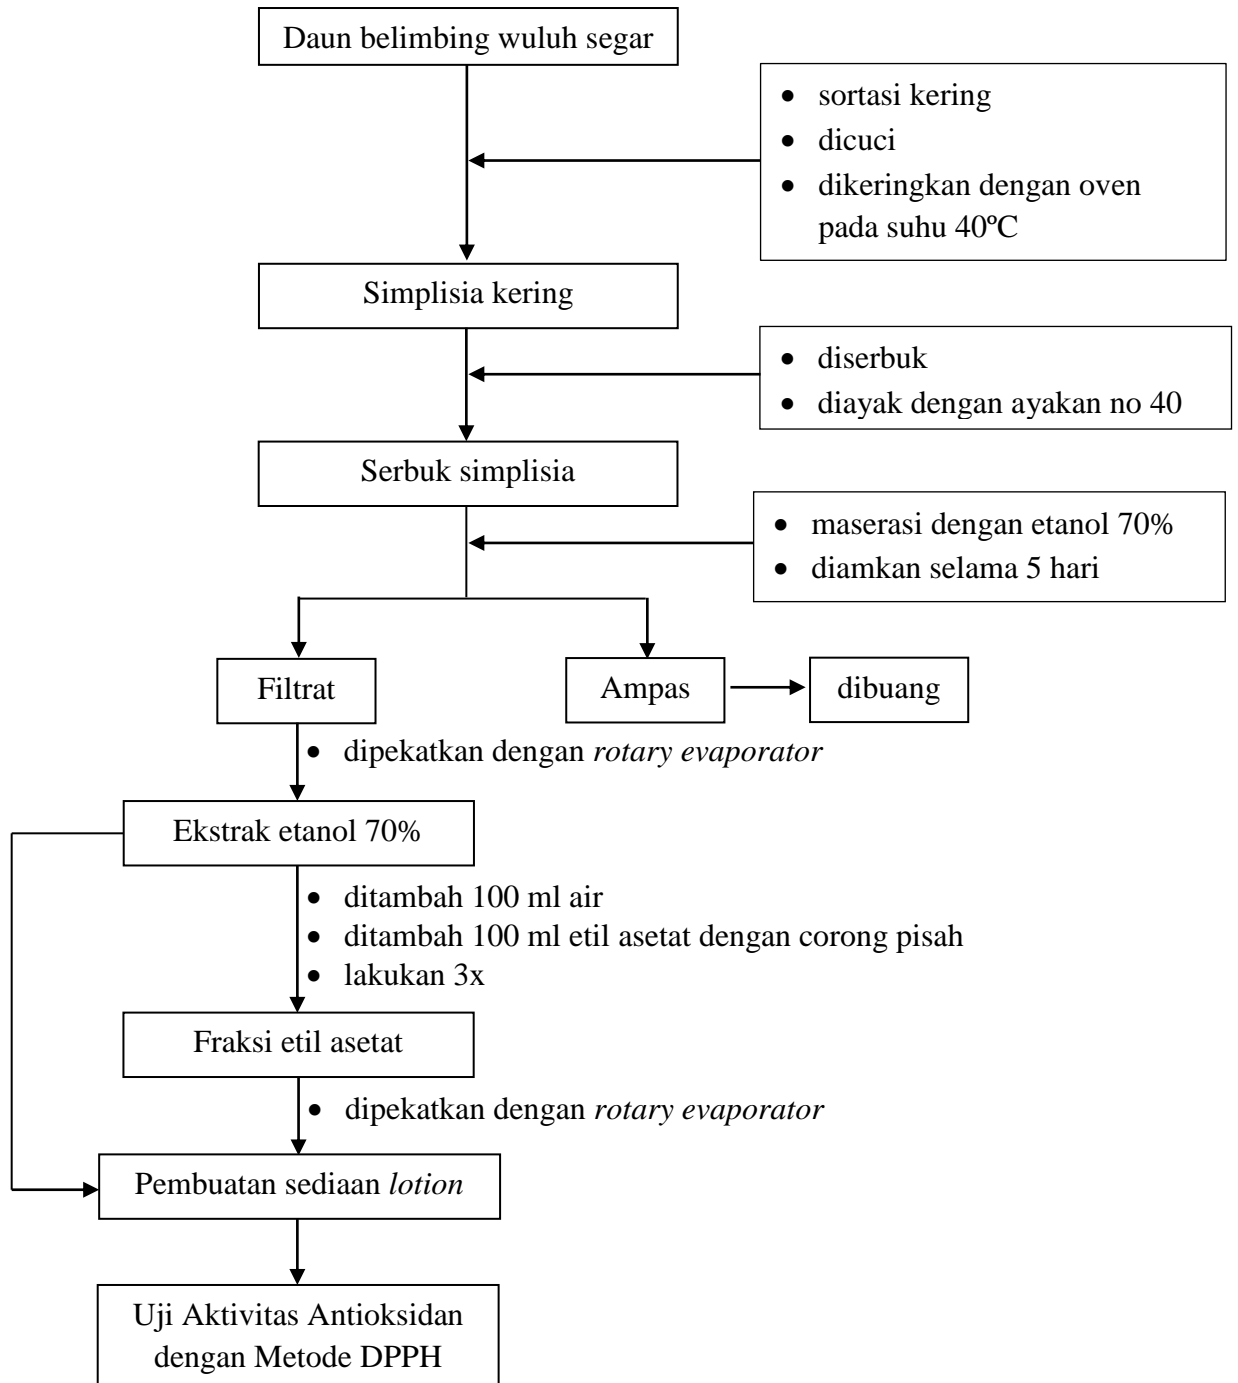 Daun belimbing wuluh segar
• sortasi kering
• dicuci
• dikeringkan dengan oven
pada suhu 40ºC
Simplisia kering
• diserbuk
• diayak dengan ayakan no 40
Serbuk simplisia
• maserasi dengan etanol 70%
• diamkan selama 5 hari
Filtrat
Ampas
dibuang
• dipekatkan dengan rotary evaporator
Ekstrak etanol 70%
• ditambah 100 ml air
• ditambah 100 ml etil asetat dengan corong pisah
• lakukan 3x
Fraksi etil asetat
• dipekatkan dengan rotary evaporator
Pembuatan sediaan lotion
Uji Aktivitas Antioksidan
dengan Metode DPPH